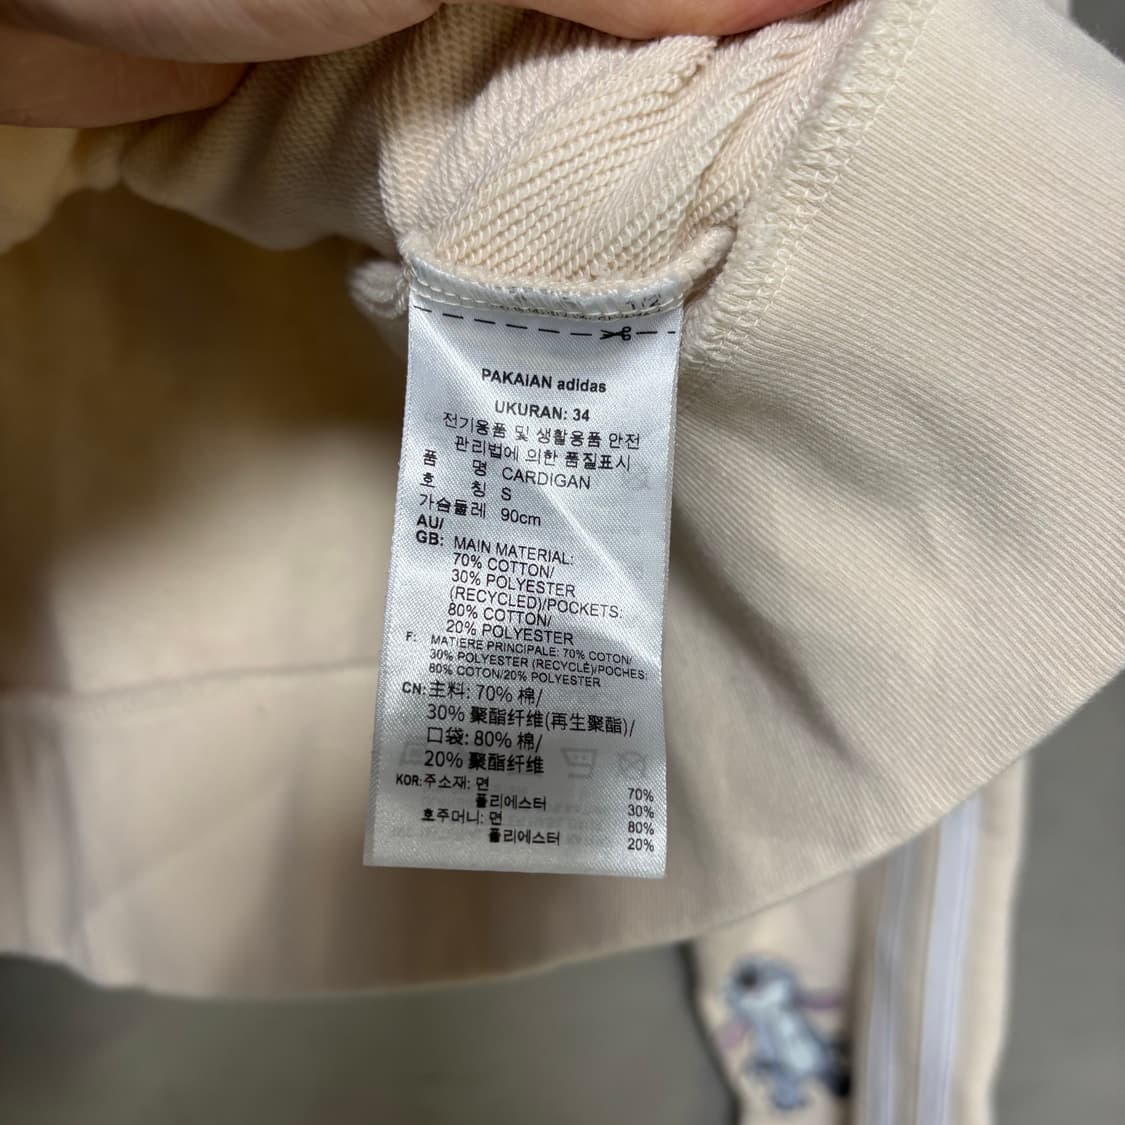 1/2
PAKAIAN adidas
UKURAN: 34
전기용품 및 생활용품 안전
관리법에 의한 품질표시
품 명 CARDIGAN
호 칭 S
가슴둘레 90cm
AU/
GB: MAIN MATERIAL:
70% COTTON/
30% POLYESTER
(RECYCLED)/POCKETS:
80% COTTON/
20% POLYESTER
F: MATIERE PRINCIPALE: 70% COTON/
30% POLYESTER (RECYCLÉ)/POCHES:
80% COTON/20% POLYESTER
CN: 主料: 70% 棉/
30% 聚酯纤维(再生聚酯)/
口袋: 80% 棉/
20% 聚酯纤维
KOR: 주소재: 면 70%
폴리에스터 30%
호주머니: 면 80%
폴리에스터 20%